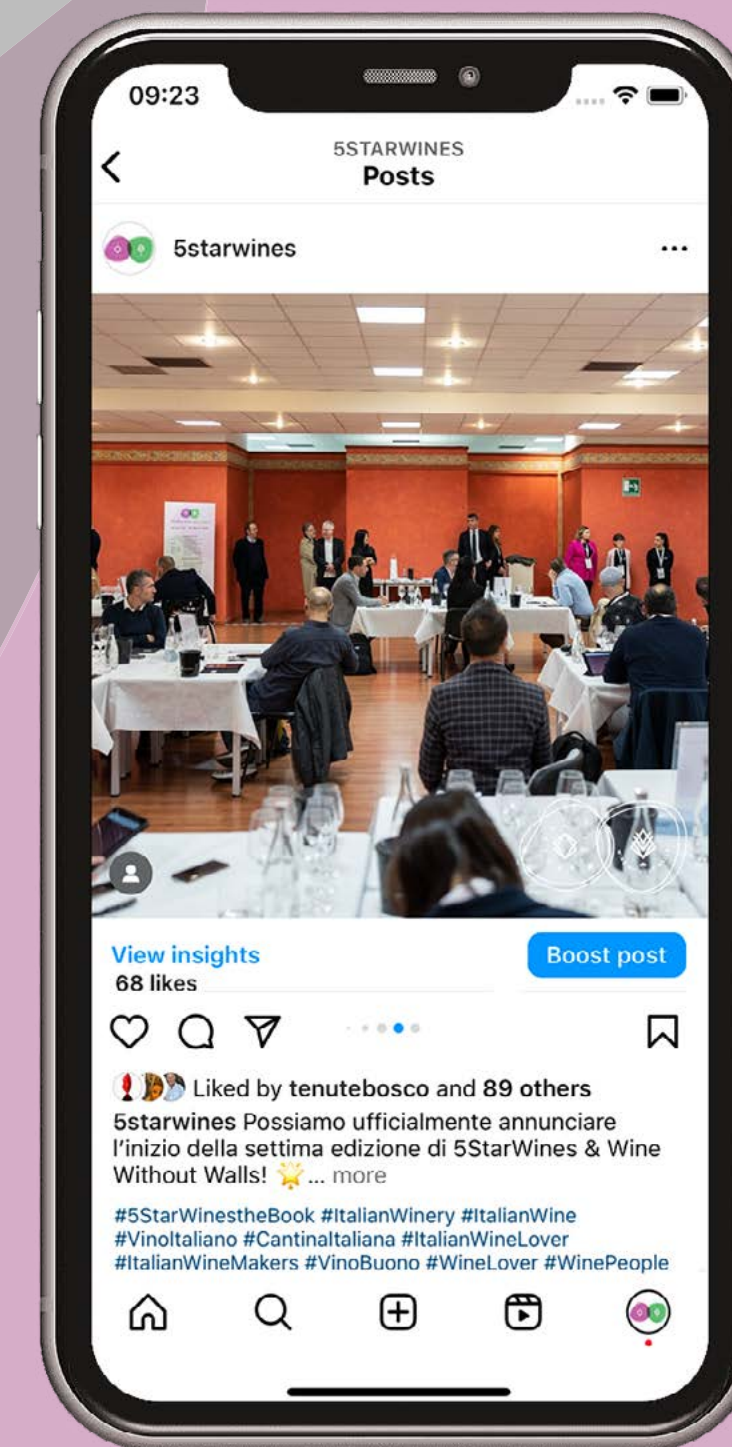 09:23
5STARWINES
Posts
5starwines
View insights
Boost post
68 likes
Liked by tenutebosco and 89 others
5starwines Possiamo ufficialmente annunciare
l'inizio della settima edizione di 5StarWines & Wine
Without Walls! 🌟... more
#5StarWinestheBook #ItalianWinery #ItalianWine
#VinoItaliano #CantinaItaliana #ItalianWineLover
#ItalianWineMakers #VinoBuono #WineLover #WinePeople